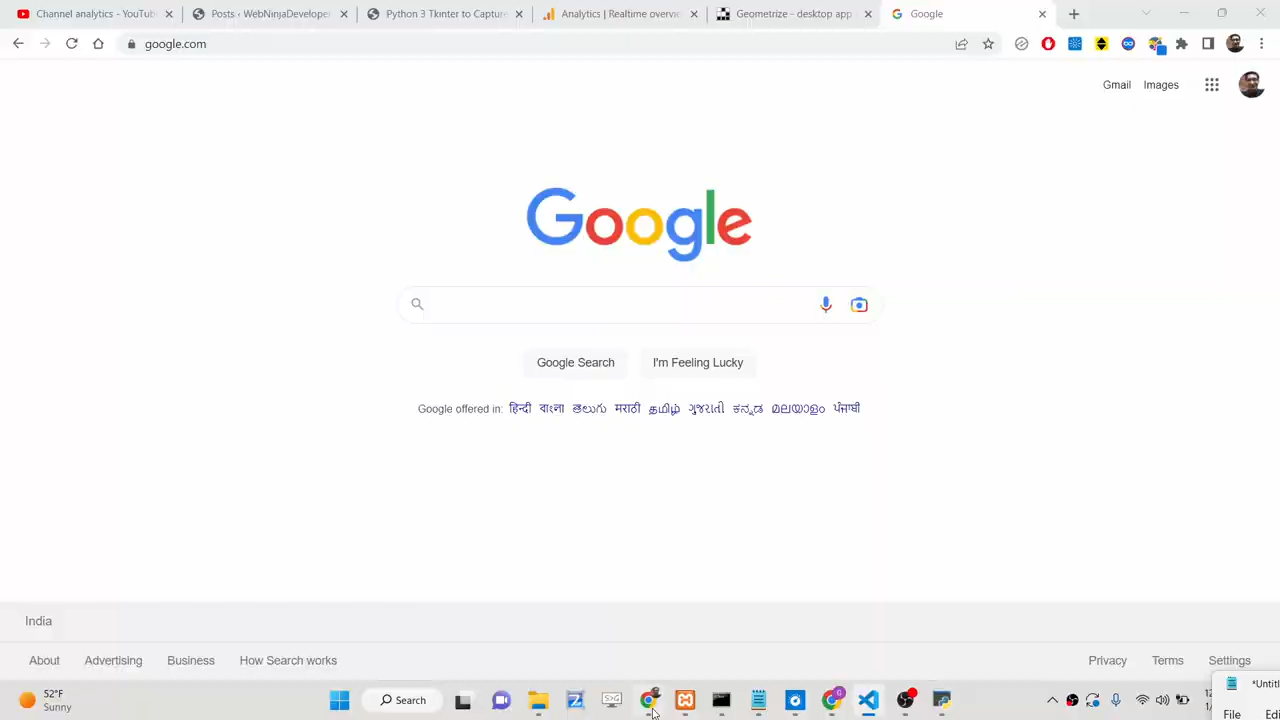 Channel analytics - YouTub
Posts ‹ WebNinjaDeveloper
Python 3 Tkinter to Capture
Analytics | Realtime overvie
Geometrize - desktop app
Google
google.com
Gmail Images
Google
Google Search I'm Feeling Lucky
Google offered in: हिन्दी বাংলা తెలుగు मराठी தமிழ் ગુજરાતી ಕನ್ನಡ മലയാളം ਪੰਜਾਬੀ
India
About Advertising Business How Search works Privacy Terms Settings
*Untitl
52°F
Sunny
Search
File Ed